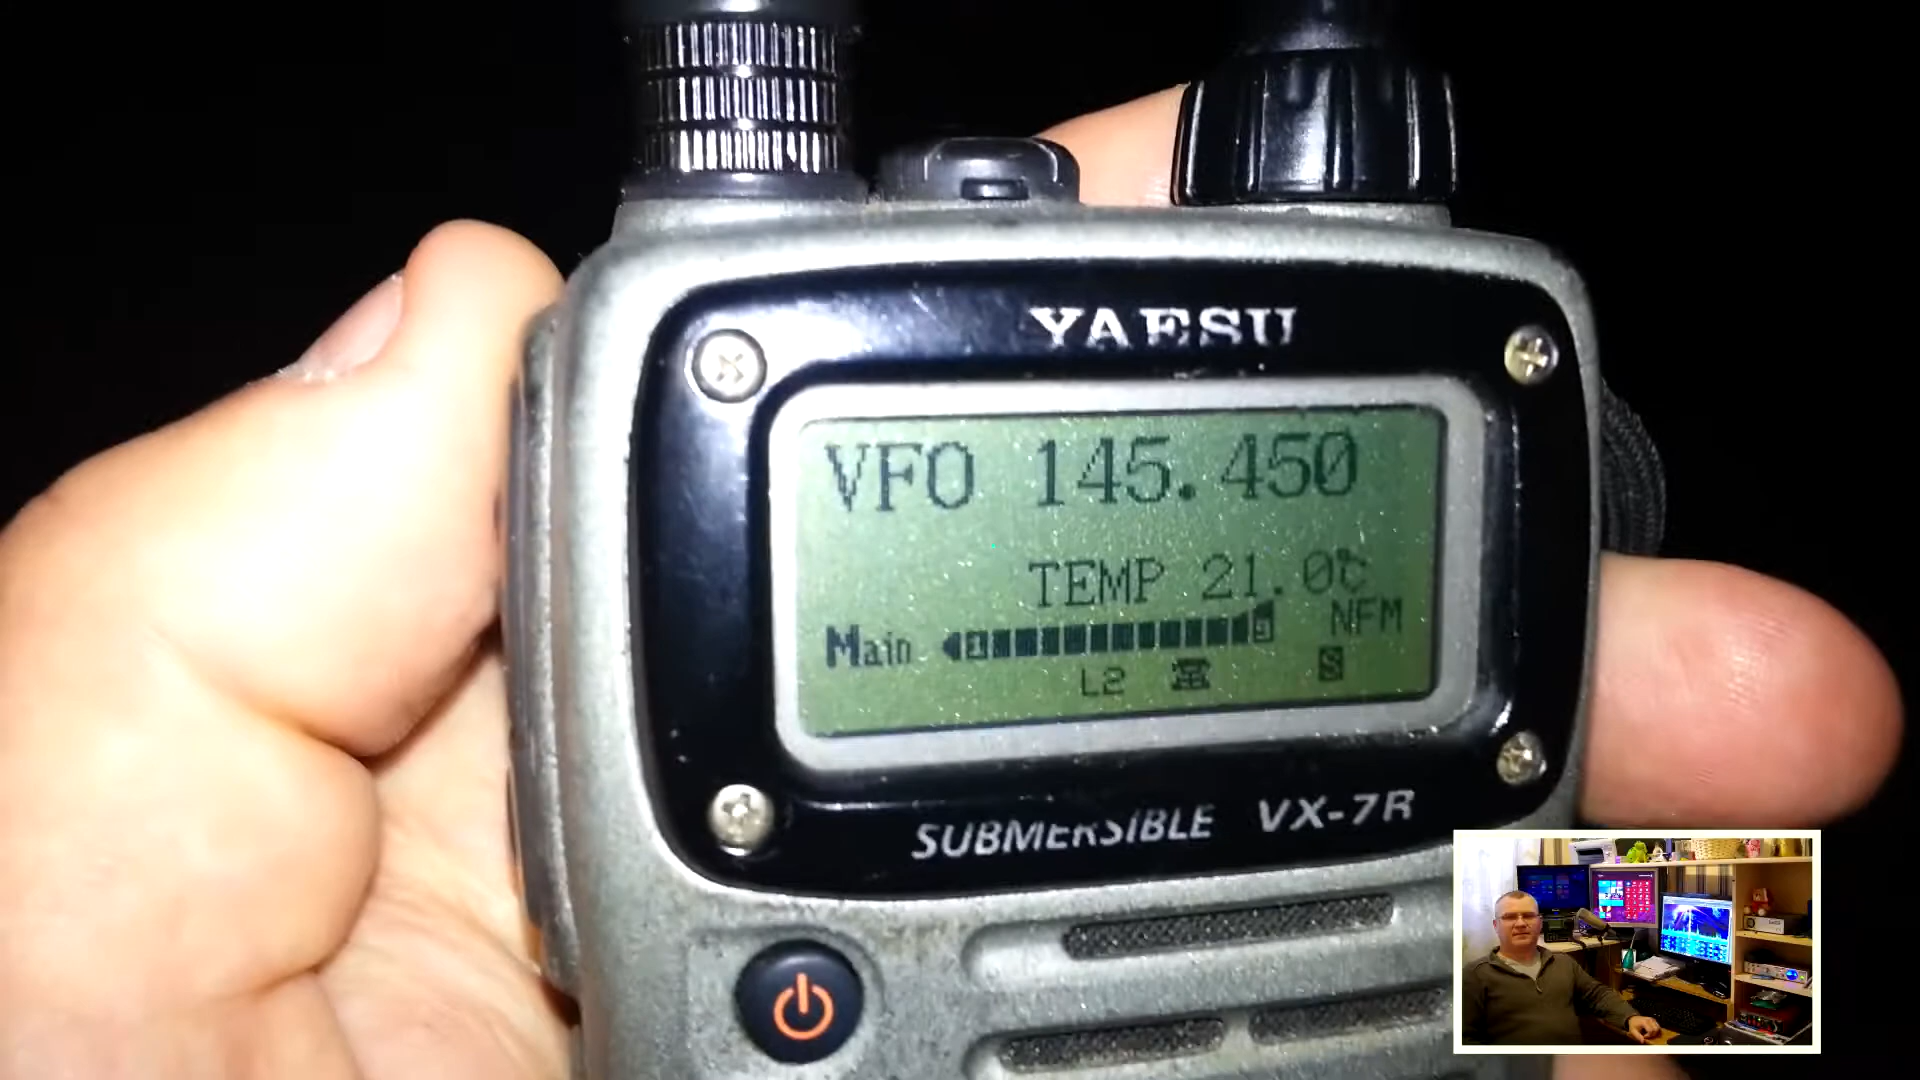 YAESU
VFO 145.450
TEMP 21.0℃
Main NFM
L2 S
SUBMERSIBLE VX-7R